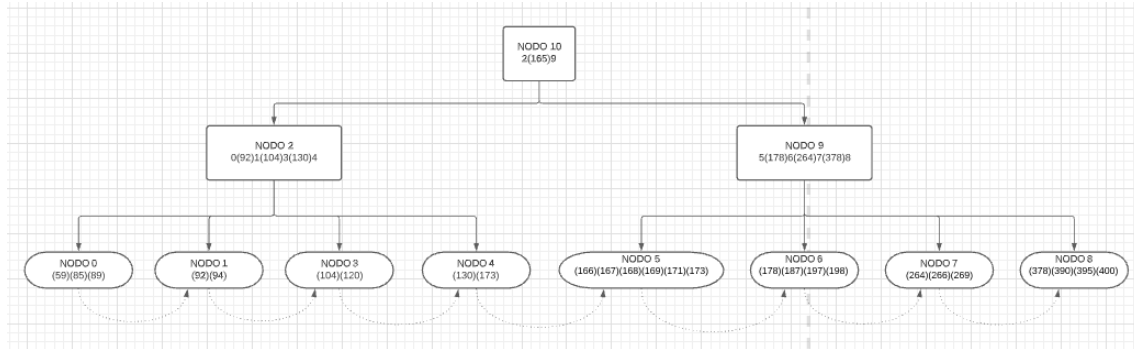 NODO 10
2(165)9
NODO 2
0(92)1(104)3(130)4
NODO 9
5(178)6(264)7(378)8
NODO 0
(59)(85)(89)
NODO 1
(92)(94)
NODO 3
(104)(120)
NODO 4
(130)(173)
NODO 5
(166)(167)(168)(169)(171)(173)
NODO 6
(178)(187)(197)(198)
NODO 7
(264)(266)(269)
NODO 8
(378)(390)(395)(400)